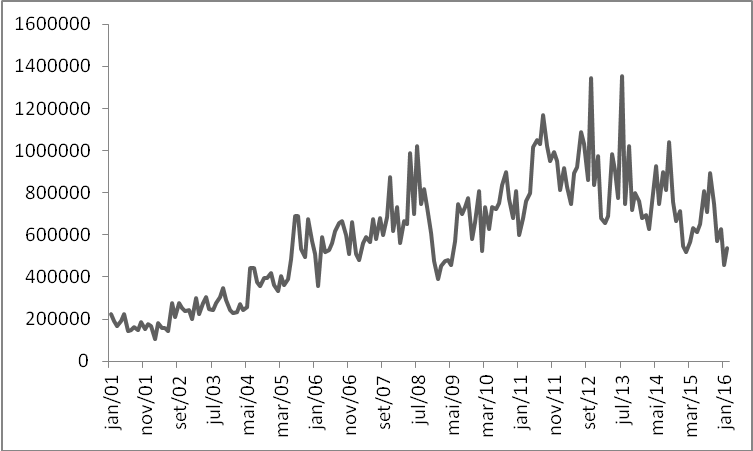 1600000
1400000
1200000
1000000
800000
600000
400000
200000
0
jan/01
nov/01
set/02
jul/03
mai/04
mar/05
jan/06
nov/06
set/07
jul/08
mai/09
mar/10
jan/11
nov/11
set/12
jul/13
mai/14
mar/15
jan/16